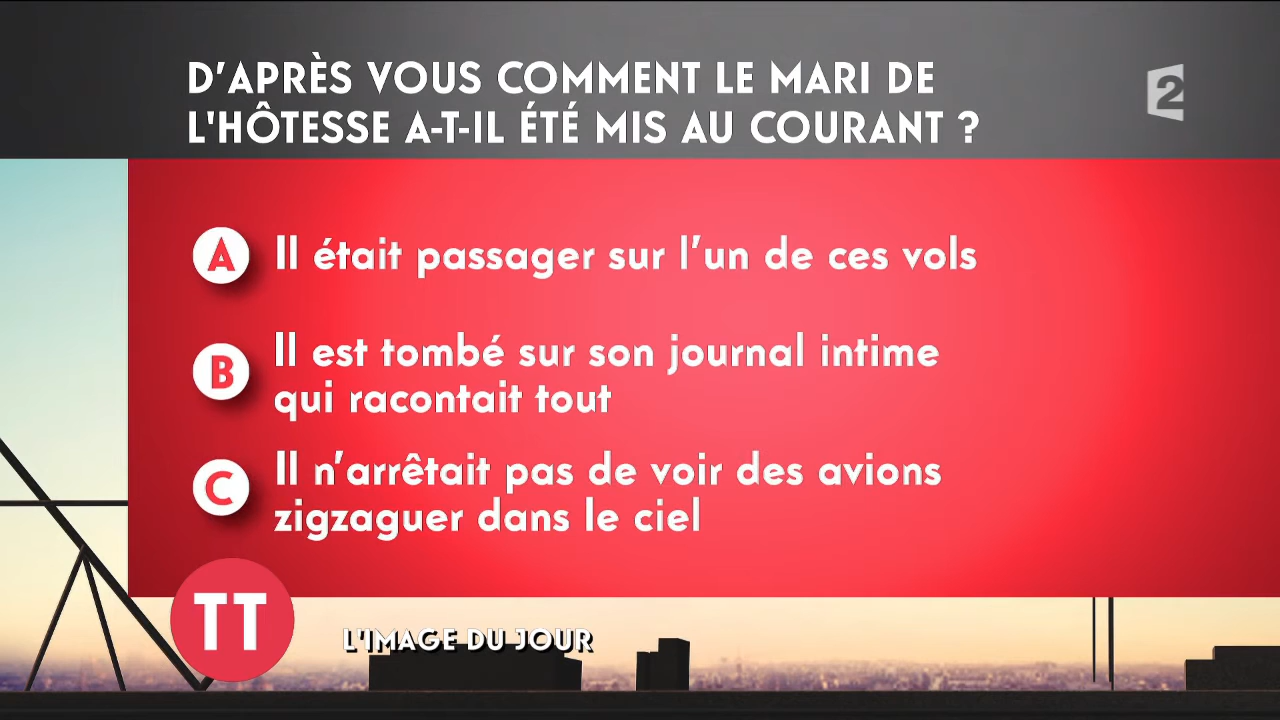 D'APRÈS VOUS COMMENT LE MARI DE
L'HÔTESSE A-T-IL ÉTÉ MIS AU COURANT ?
2
A Il était passager sur l'un de ces vols
B Il est tombé sur son journal intime
qui racontait tout
C Il n'arrêtait pas de voir des avions
zigzaguer dans le ciel
TT
L'IMAGE DU JOUR